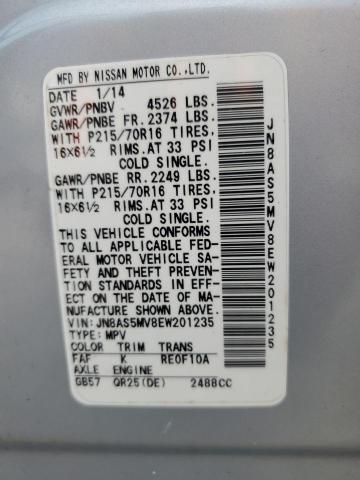 MFD BY NISSAN MOTOR CO.,LTD.
DATE 1/14
GVWR/PNBV 4526 LBS.
GAWR/PNBE FR. 2374 LBS.
WITH P215/70R16 TIRES,
16X6½ RIMS.AT 33 PSI
COLD SINGLE.
GAWR/PNBE RR. 2249 LBS.
WITH P215/70R16 TIRES,
16X6½ RIMS.AT 33 PSI
COLD SINGLE.
THIS VEHICLE CONFORMS
TO ALL APPLICABLE FED-
ERAL MOTOR VEHICLE SA-
FETY AND THEFT PREVEN-
TION STANDARDS IN EFF-
ECT ON THE DATE OF MA-
NUFACTURE SHOWN ABOVE.
VIN:JN8AS5MV8EW201235
TYPE:MPV
COLOR TRIM TRANS
FAF K RE0F10A
AXLE ENGINE
GB57 QR25(DE) 2488CC
JN8AS5MV8EW201235